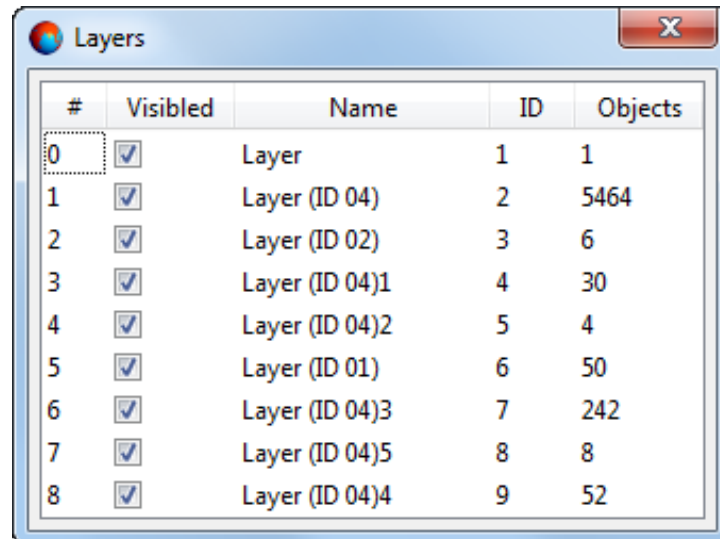 Layers
# Visibled Name ID Objects
0 Layer 1 1
1 Layer (ID 04) 2 5464
2 Layer (ID 02) 3 6
3 Layer (ID 04)1 4 30
4 Layer (ID 04)2 5 4
5 Layer (ID 01) 6 50
6 Layer (ID 04)3 7 242
7 Layer (ID 04)5 8 8
8 Layer (ID 04)4 9 52